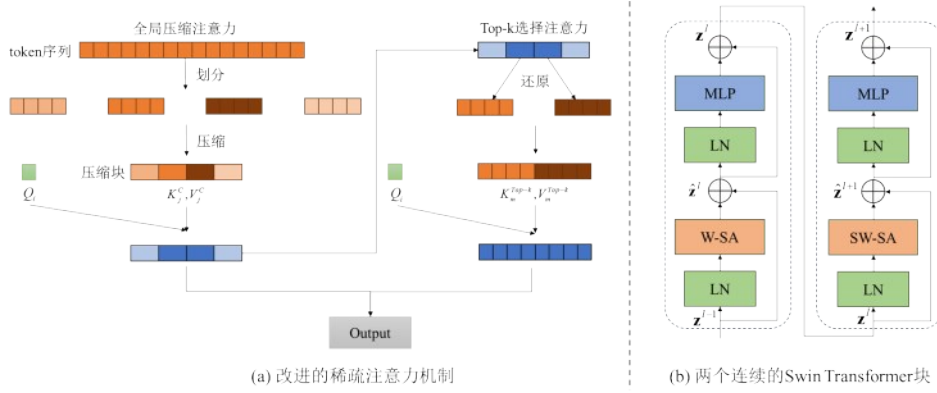 全局压缩注意力
token序列
划分
压缩
压缩块
Q_i
K_j^C,V_j^C
Top-k选择注意力
还原
Q_i
K_m^{Top-k},V_m^{Top-k}
Output
(a) 改进的稀疏注意力机制
z^l
MLP
LN
ẑ^l
W-SA
LN
z^{l-1}
z^{l+1}
MLP
LN
ẑ^{l+1}
SW-SA
LN
z^l
(b) 两个连续的Swin Transformer块